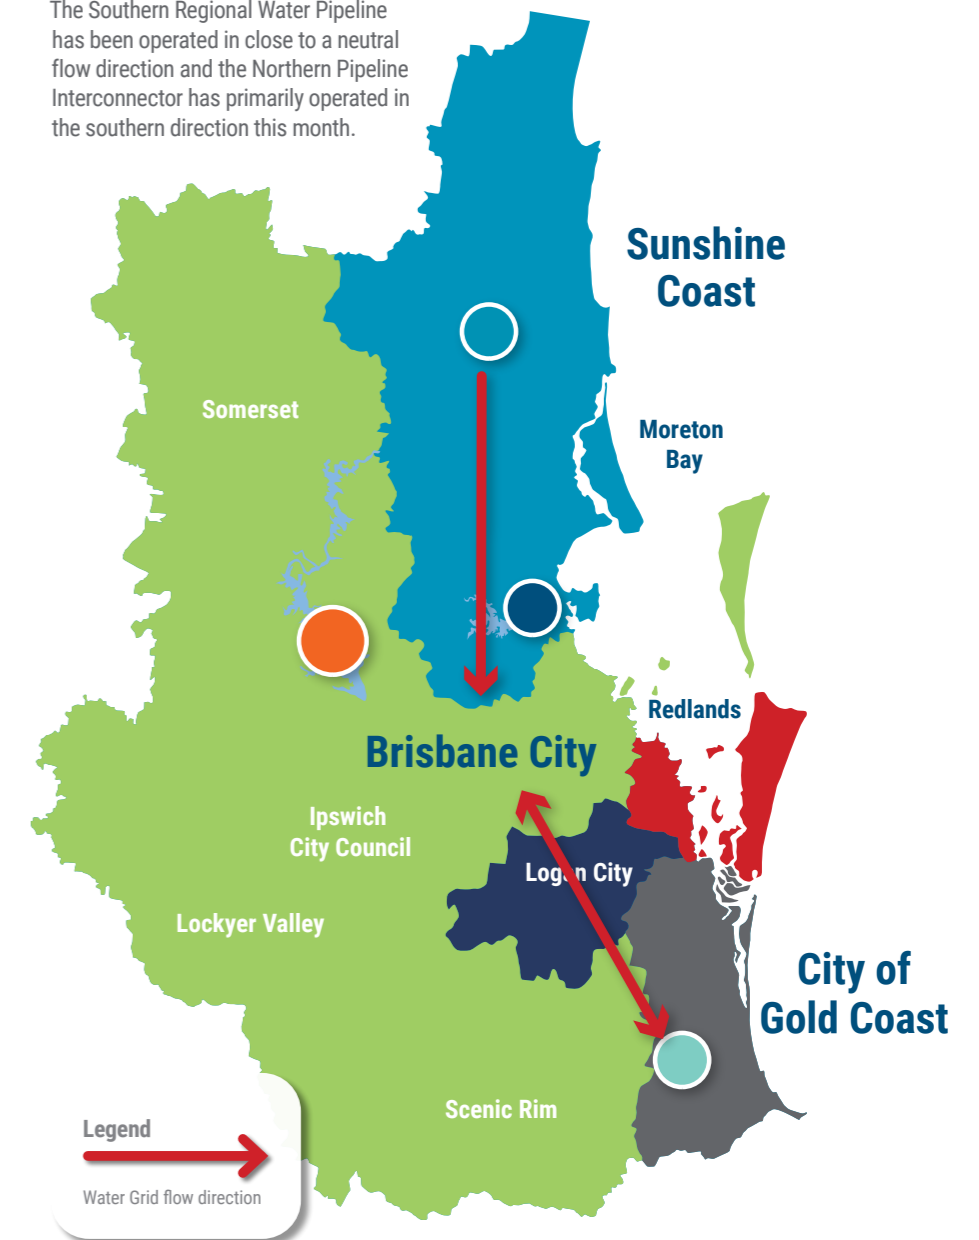 The Southern Regional Water Pipeline
has been operated in close to a neutral
flow direction and the Northern Pipeline
Interconnector has primarily operated in
the southern direction this month.
Sunshine
Coast
Somerset
Moreton
Bay
Redlands
Brisbane City
Ipswich
City Council
Logan City
Lockyer Valley
City of
Gold Coast
Scenic Rim
Legend
Water Grid flow direction